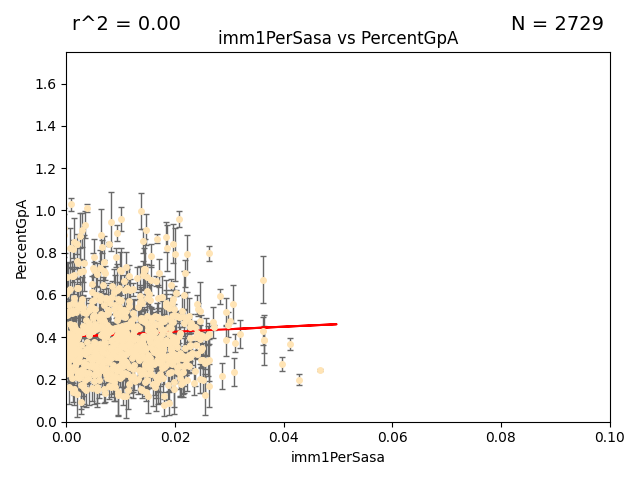 r^2 = 0.00
N = 2729
imm1PerSasa vs PercentGpA
PercentGpA
1.6
1.4
1.2
1.0
0.8
0.6
0.4
0.2
0.0
0.00 0.02 0.04 0.06 0.08 0.10
imm1PerSasa